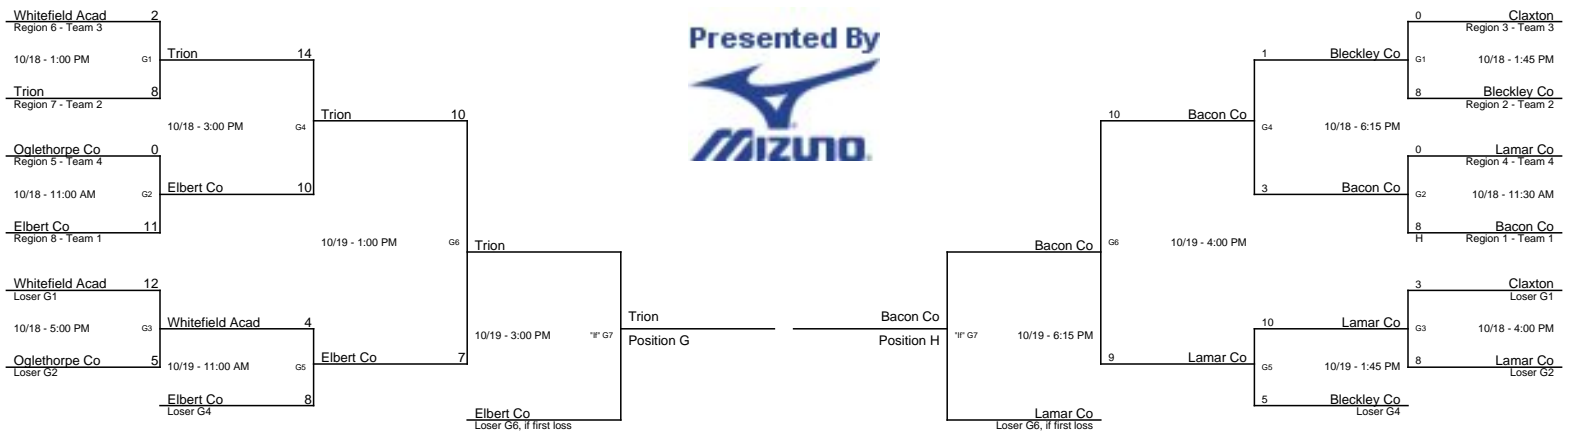 Whitefield Acad 2
Region 6 - Team 3
10/18 - 1:00 PM G1
Trion 8
Region 7 - Team 2
Trion 14
10/18 - 3:00 PM G4
Oglethorpe Co 0
Region 5 - Team 4
10/18 - 11:00 AM G2
Elbert Co 11
Region 8 - Team 1
Elbert Co 10
Trion 10
10/19 - 1:00 PM G6
Whitefield Acad 12
Loser G1
10/18 - 5:00 PM G3
Oglethorpe Co 5
Loser G2
Whitefield Acad 4
10/19 - 11:00 AM G5
Elbert Co 8
Loser G4
Elbert Co 7
Trion
10/19 - 3:00 PM "If" G7
Elbert Co
Loser G6, if first loss
Trion
Position G
Presented By
MIZUNO
Bacon Co
Position H
Bacon Co
"If" G7 10/19 - 6:15 PM
Lamar Co
Loser G6, if first loss
10 Bacon Co
G6 10/19 - 4:00 PM
9 Lamar Co
1 Bleckley Co
G4 10/18 - 6:15 PM
3 Bacon Co
0 Claxton
Region 3 - Team 3
G1 10/18 - 1:45 PM
8 Bleckley Co
Region 2 - Team 2
0 Lamar Co
Region 4 - Team 4
G2 10/18 - 11:30 AM
8 Bacon Co
H Region 1 - Team 1
10 Lamar Co
G5 10/19 - 1:45 PM
5 Bleckley Co
Loser G4
3 Claxton
Loser G1
G3 10/18 - 4:00 PM
8 Lamar Co
Loser G2